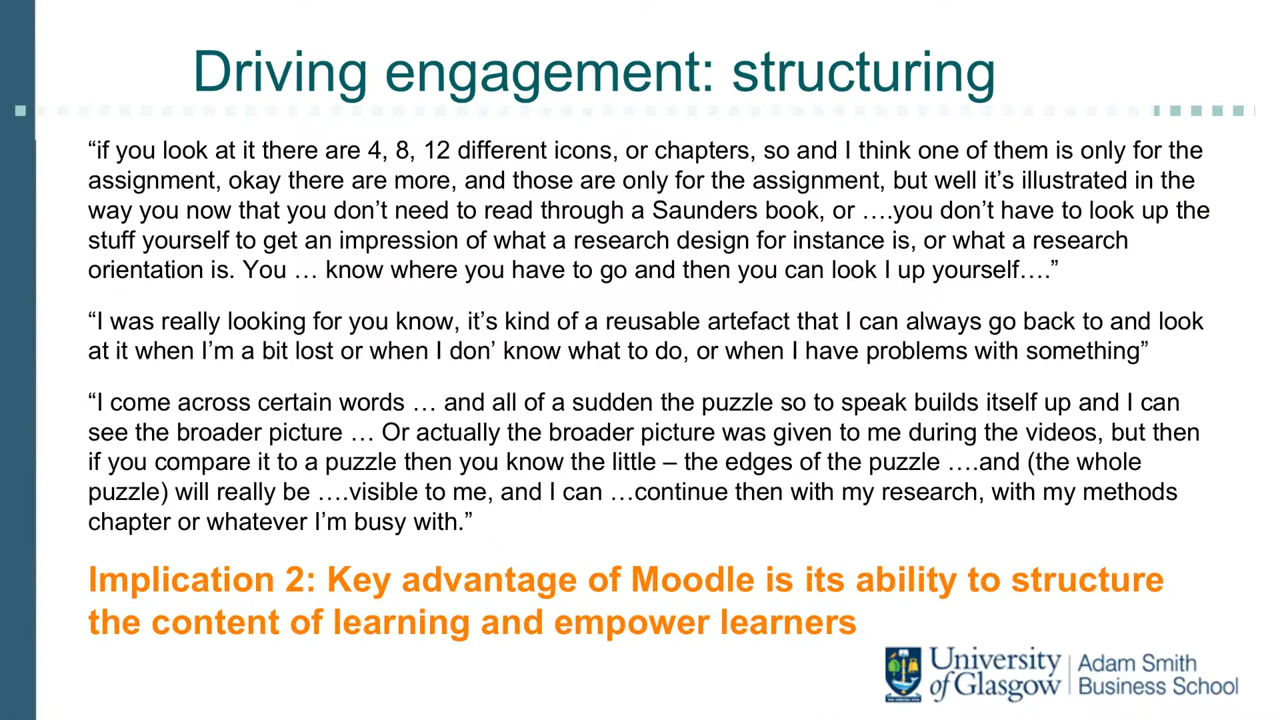 Driving engagement: structuring
“if you look at it there are 4, 8, 12 different icons, or chapters, so and I think one of them is only for the
assignment, okay there are more, and those are only for the assignment, but well it’s illustrated in the
way you now that you don’t need to read through a Saunders book, or ….you don’t have to look up the
stuff yourself to get an impression of what a research design for instance is, or what a research
orientation is. You … know where you have to go and then you can look I up yourself….”
“I was really looking for you know, it’s kind of a reusable artefact that I can always go back to and look
at it when I’m a bit lost or when I don’ know what to do, or when I have problems with something”
“I come across certain words … and all of a sudden the puzzle so to speak builds itself up and I can
see the broader picture … Or actually the broader picture was given to me during the videos, but then
if you compare it to a puzzle then you know the little – the edges of the puzzle ….and (the whole
puzzle) will really be ….visible to me, and I can …continue then with my research, with my methods
chapter or whatever I’m busy with.”
Implication 2: Key advantage of Moodle is its ability to structure
the content of learning and empower learners
University
of Glasgow
Adam Smith
Business School